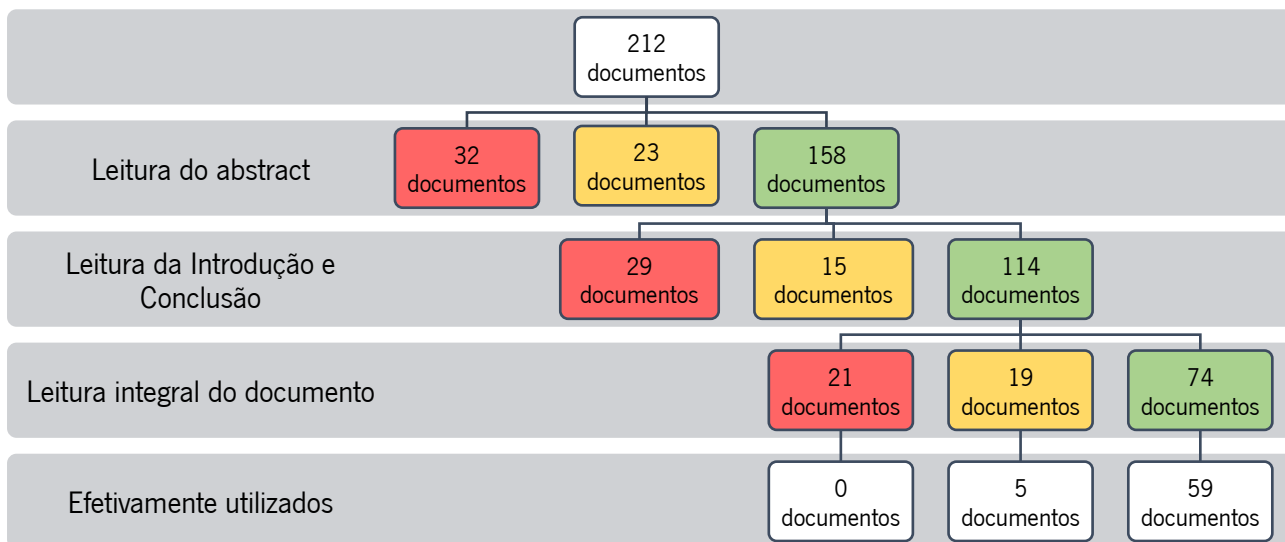 212
documentos
Leitura do abstract
32
documentos
23
documentos
158
documentos
Leitura da Introdução e
Conclusão
29
documentos
15
documentos
114
documentos
Leitura integral do documento
21
documentos
19
documentos
74
documentos
Efetivamente utilizados
0
documentos
5
documentos
59
documentos